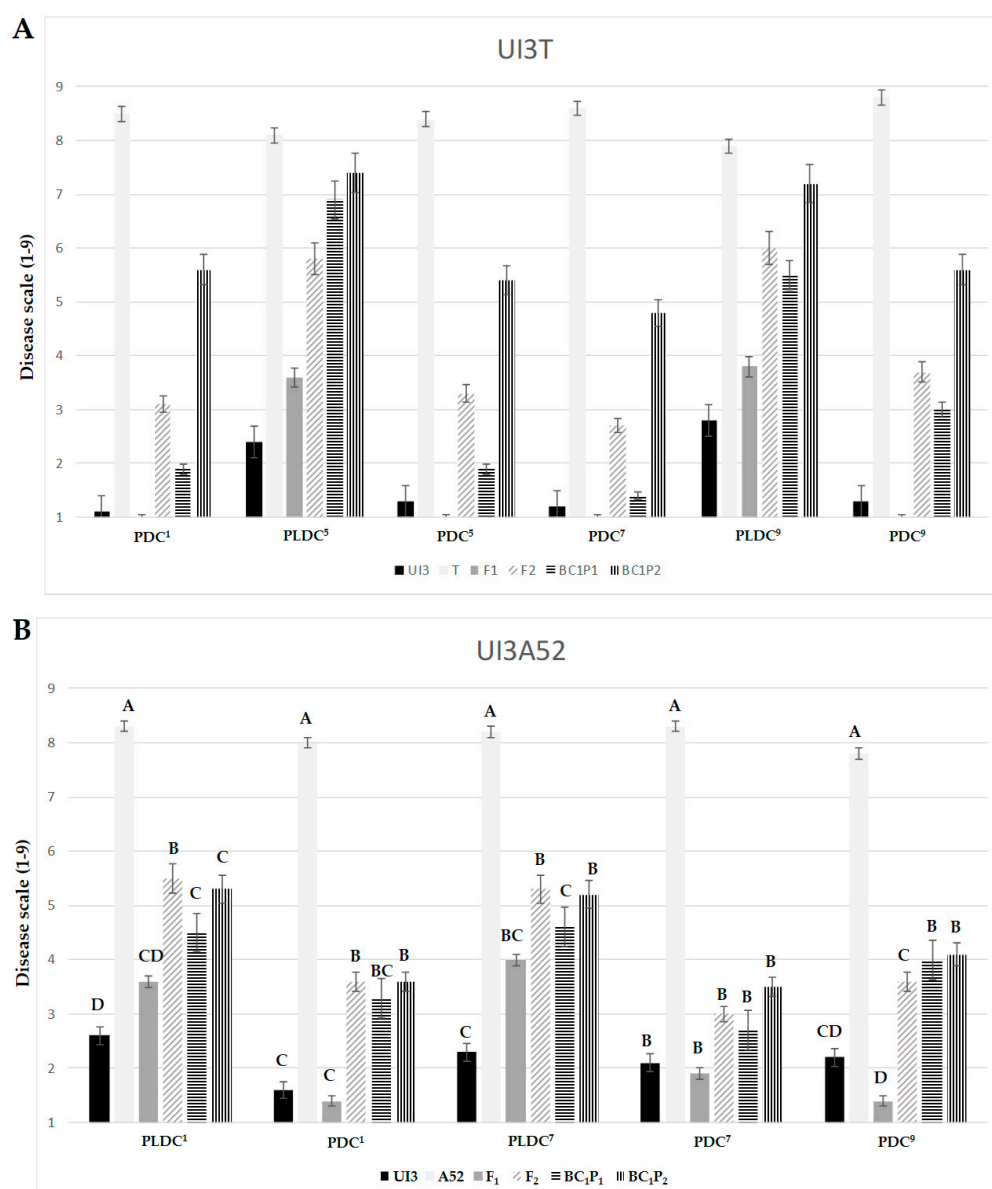 A
UI3T
9
8
7
6
5
4
3
2
1
Disease scale (1-9)
PDC¹ PLDC⁵ PDC⁵ PDC⁷ PLDC⁹ PDC⁹
UI3 T F1 F2 BC1P1 BC1P2
B
UI3A52
9
8
7
6
5
4
3
2
1
Disease scale (1-9)
D A CD B C C
C A C B BC B
C A BC B C B
B A B B B B
CD A D C B B
PLDC¹ PDC¹ PLDC⁷ PDC⁷ PDC⁹
UI3 A52 F₁ F₂ BC₁P₁ BC₁P₂